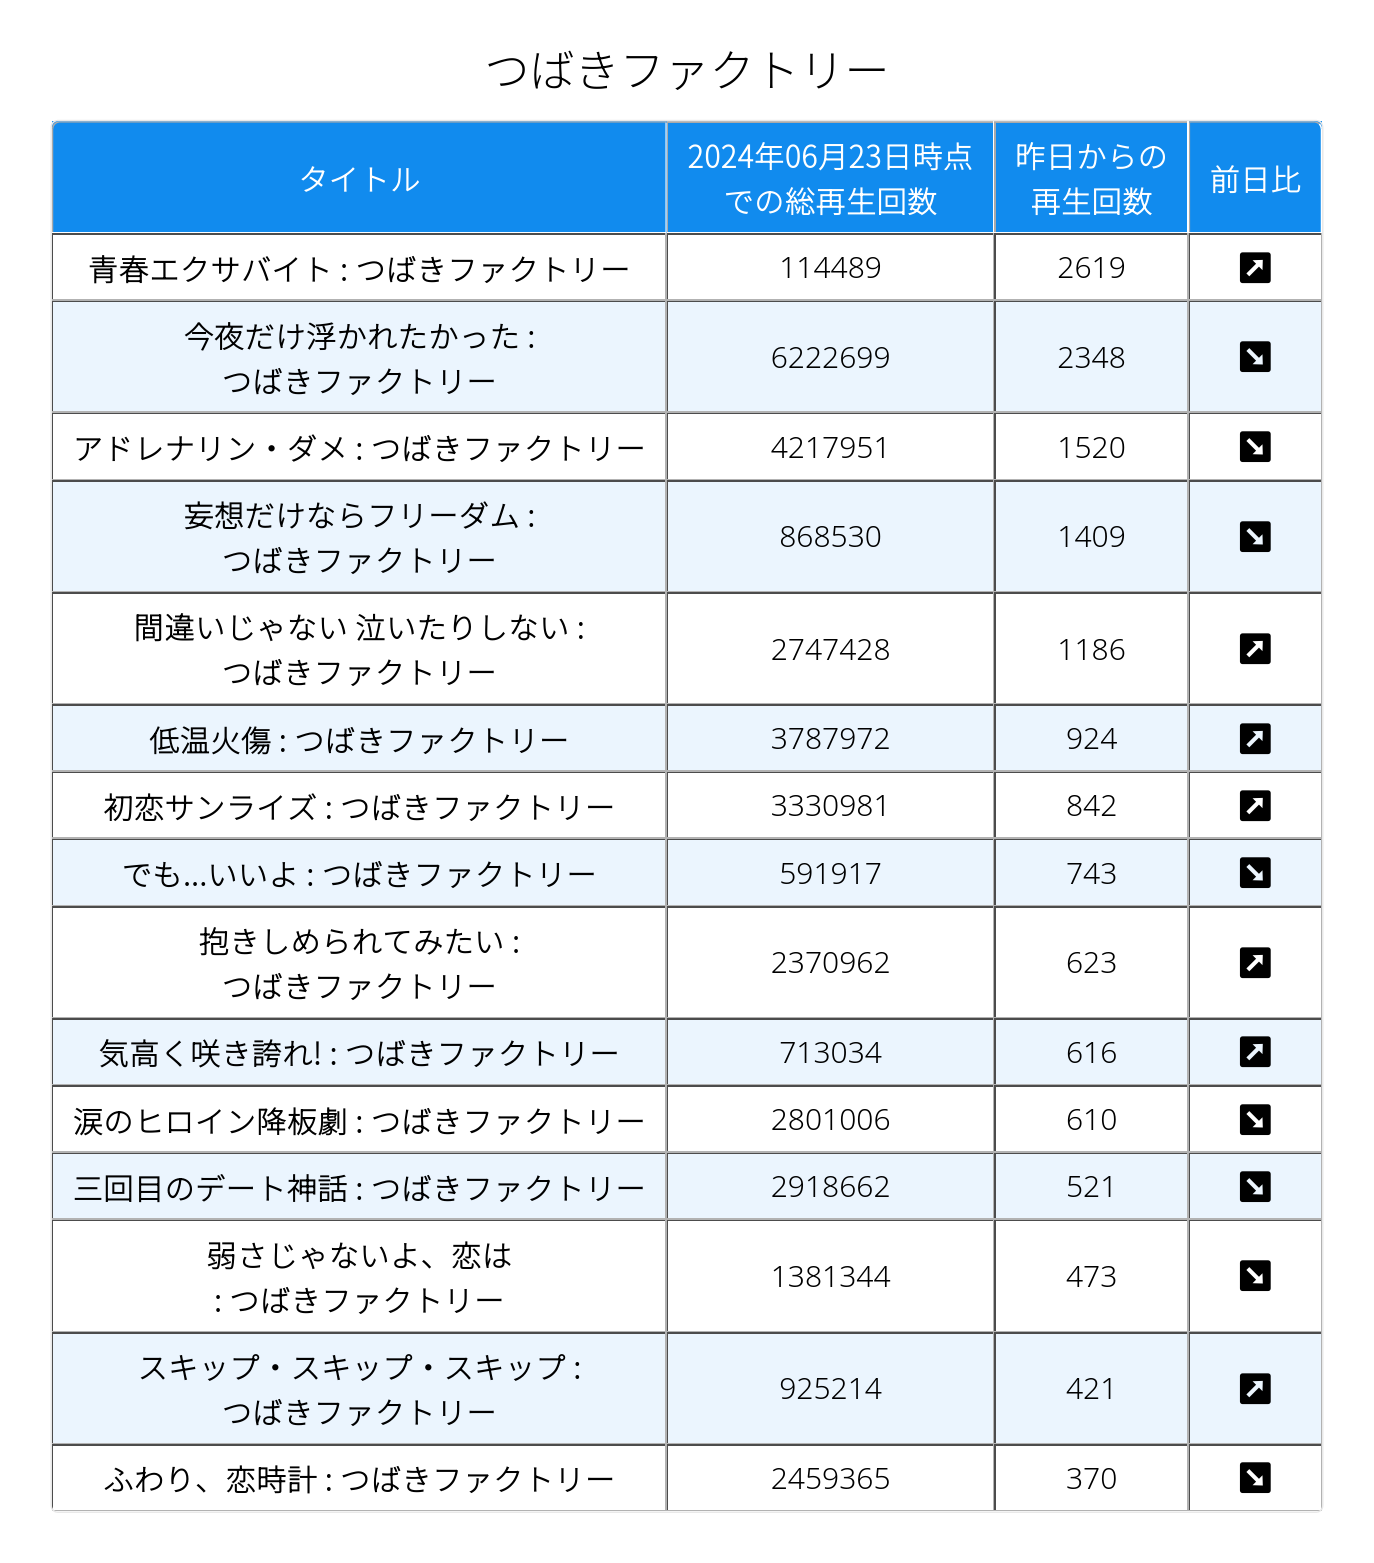 つばきファクトリー
タイトル
2024年06月23日時点
での総再生回数
昨日からの
再生回数
前日比
青春エクサバイト : つばきファクトリー
114489
2619
今夜だけ浮かれたかった :
つばきファクトリー
6222699
2348
アドレナリン・ダメ : つばきファクトリー
4217951
1520
妄想だけならフリーダム :
つばきファクトリー
868530
1409
間違いじゃない 泣いたりしない :
つばきファクトリー
2747428
1186
低温火傷 : つばきファクトリー
3787972
924
初恋サンライズ : つばきファクトリー
3330981
842
でも...いいよ : つばきファクトリー
591917
743
抱きしめられてみたい :
つばきファクトリー
2370962
623
気高く咲き誇れ! : つばきファクトリー
713034
616
涙のヒロイン降板劇 : つばきファクトリー
2801006
610
三回目のデート神話 : つばきファクトリー
2918662
521
弱さじゃないよ、恋は
: つばきファクトリー
1381344
473
スキップ・スキップ・スキップ :
つばきファクトリー
925214
421
ふわり、恋時計 : つばきファクトリー
2459365
370